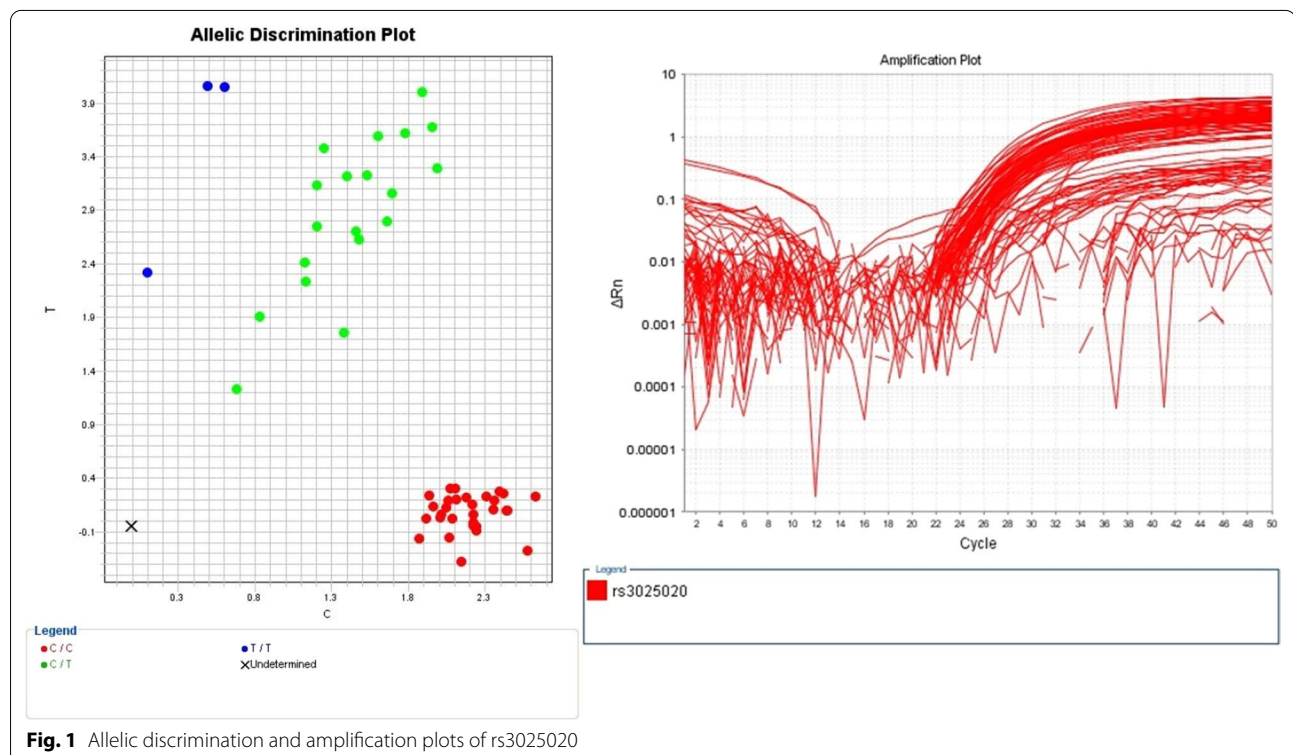 Allelic Discrimination Plot
3.9
3.4
2.9
2.4
1.9
1.4
0.9
0.4
-0.1
T
0.3 0.8 1.3 1.8 2.3
C
Legend
C / C
T / T
C / T
Undetermined
Amplification Plot
10
1
0.1
0.01
0.001
0.0001
0.00001
0.000001
ΔRn
2 4 6 8 10 12 14 16 18 20 22 24 26 28 30 32 34 36 38 40 42 44 46 48 50
Cycle
Legend
rs3025020
Fig. 1 Allelic discrimination and amplification plots of rs3025020